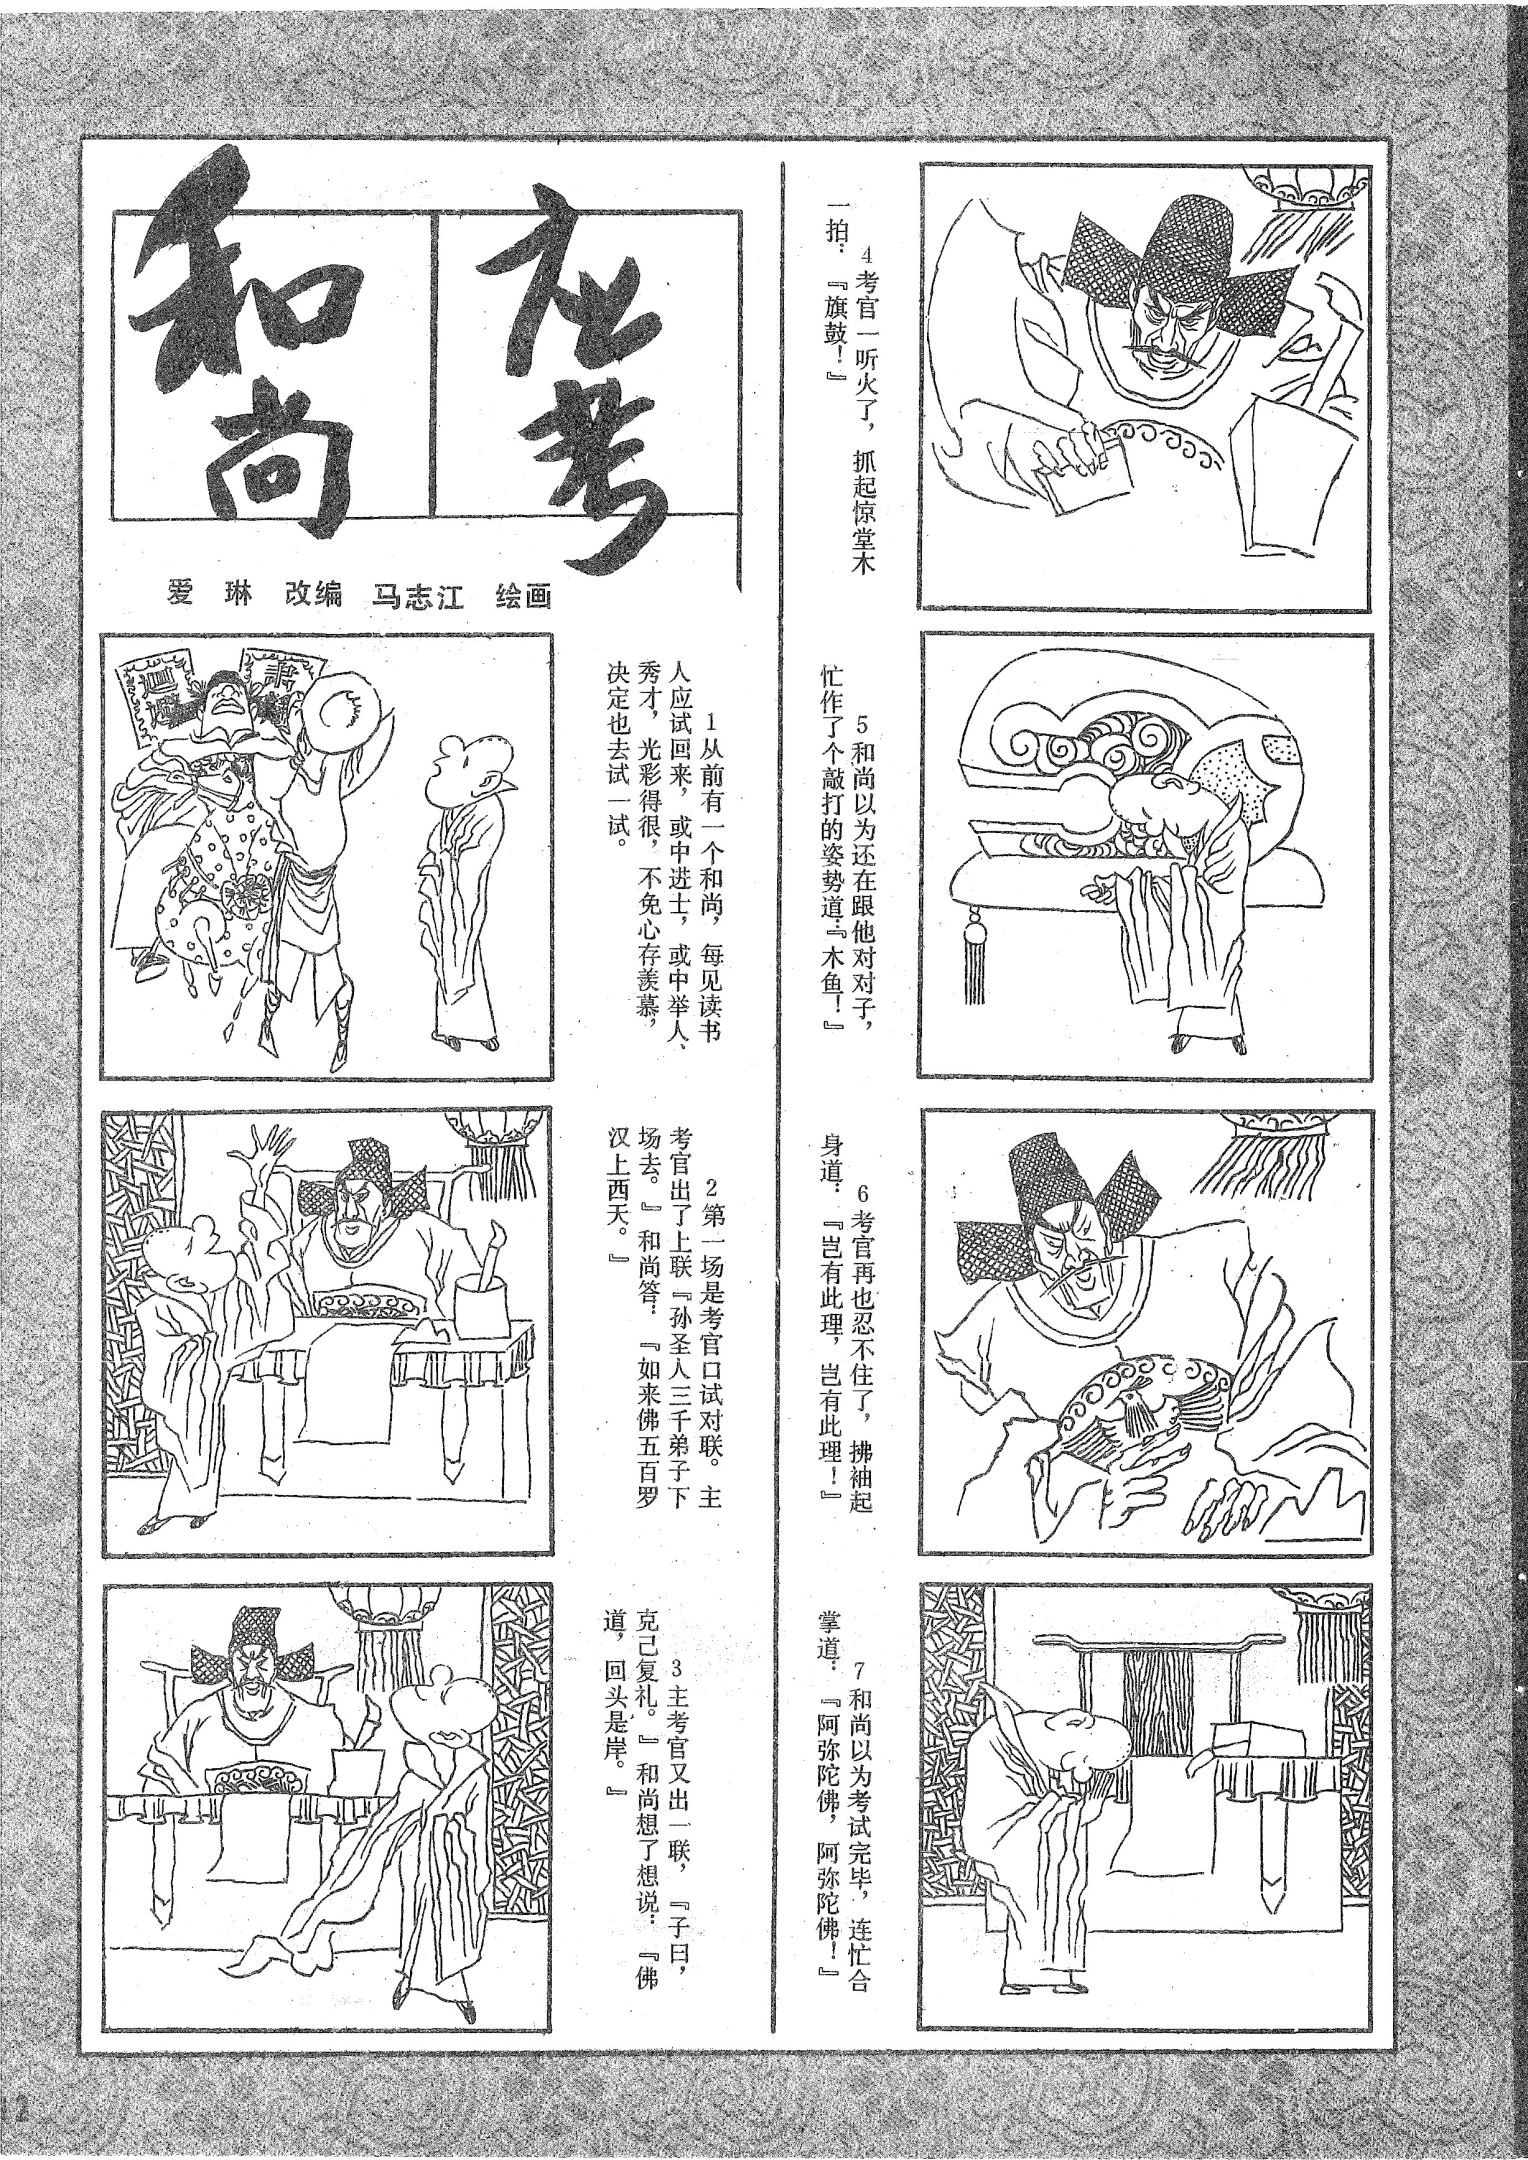 和尚
应考
爱琳 改编 马志江 绘画
1从前有一个和尚，每见读书
人应试回来，或中进士，或中举人、
秀才，光彩得很，不免心存羡慕，
决定也去试一试。
2第一场是考官口试对联。主
考官出了上联『孙圣人三千弟子下
场去。』和尚答：『如来佛五百罗
汉上西天。』
3主考官又出一联，『子曰，
克己复礼。』和尚想了想说：『佛
道，回头是岸。』
4考官一听火了，抓起惊堂木
一拍：『旗鼓！』
5和尚以为还在跟他对对子，
忙作了个敲打的姿势道：『木鱼！』
6考官再也忍不住了，拂袖起
身道：『岂有此理，岂有此理！』
7和尚以为考试完毕，连忙合
掌道：『阿弥陀佛，阿弥陀佛！』
12